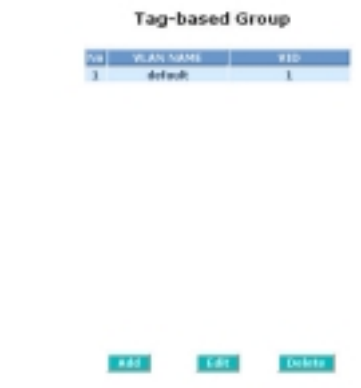 Tag-based Group
No VLAN NAME VID
1 default 1
Add Edit Delete